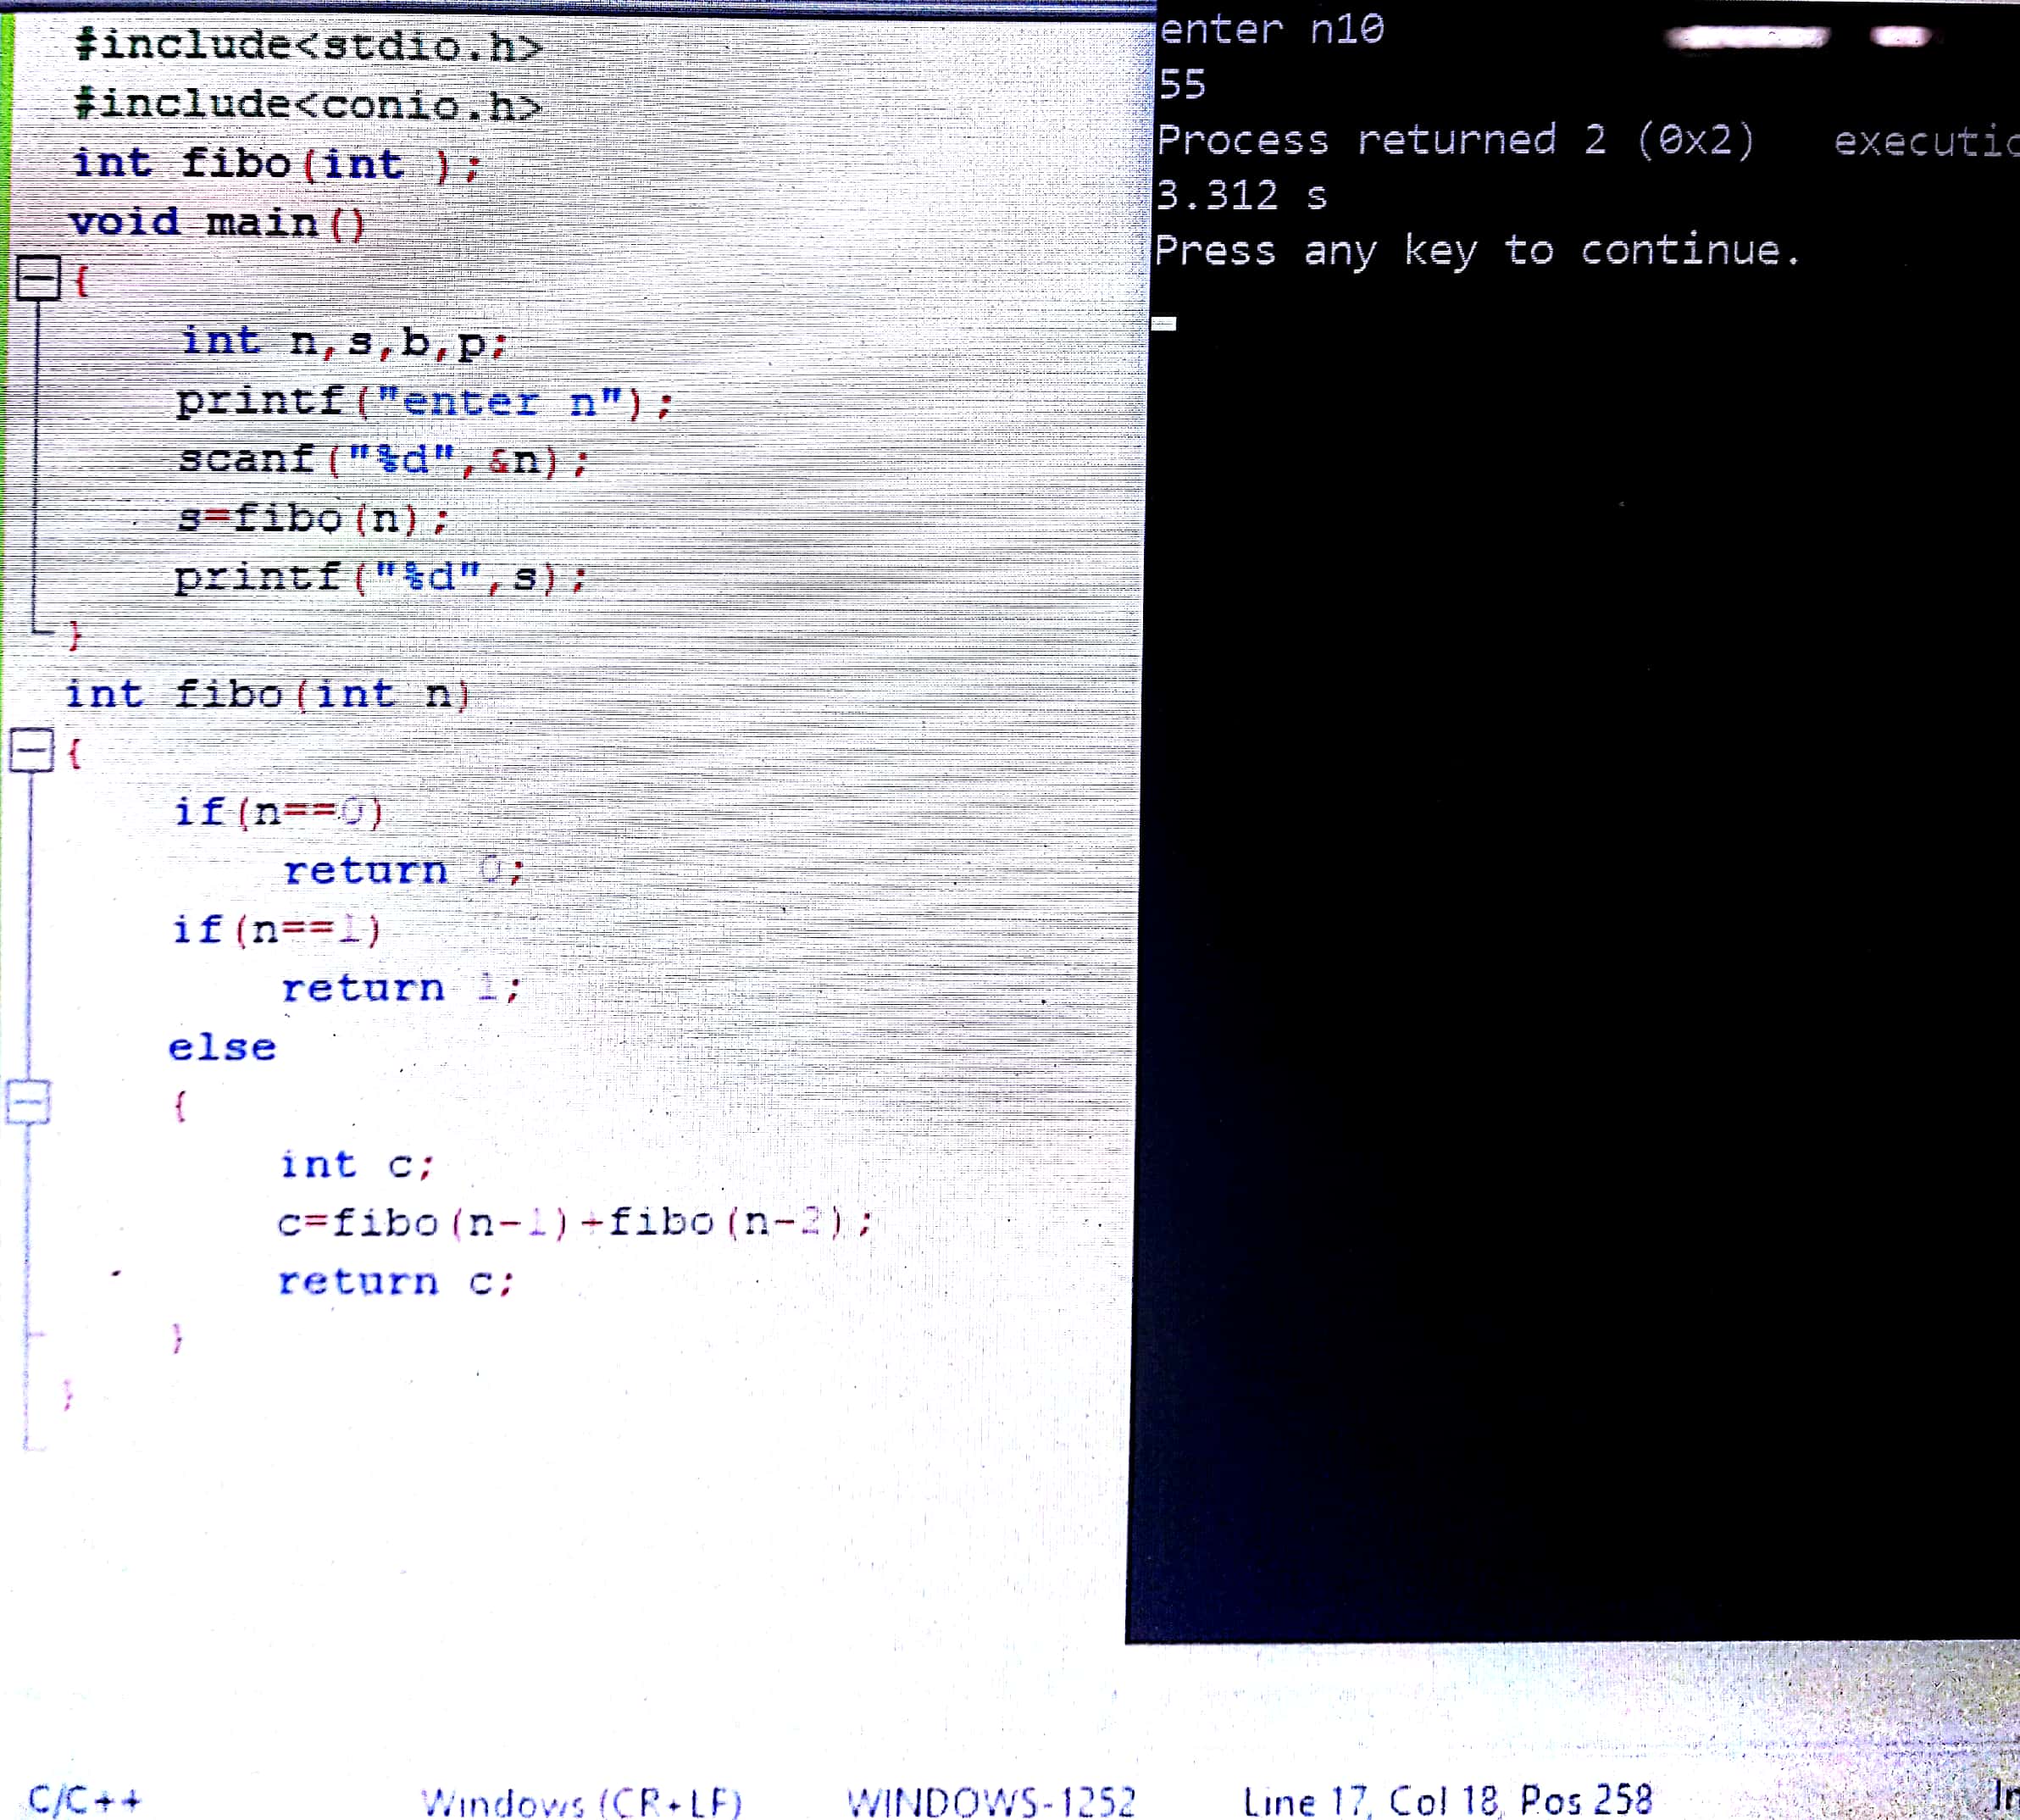 #include<stdio.h>
#include<conio.h>
int fibo(int );
void main()
{
int n,s,b,p;
printf("enter n");
scanf("%d",&n);
s=fibo(n);
printf("%d",s);
}
int fibo(int n)
{
if(n==0)
return 0;
if(n==1)
return 1;
else
{
int c;
c=fibo(n-1)+fibo(n-2);
return c;
}
}
enter n10
55
Process returned 2 (0x2)   executio
3.312 s
Press any key to continue.
C/C++ Windows (CR+LF) WINDOWS-1252 Line 17, Col 18, Pos 258